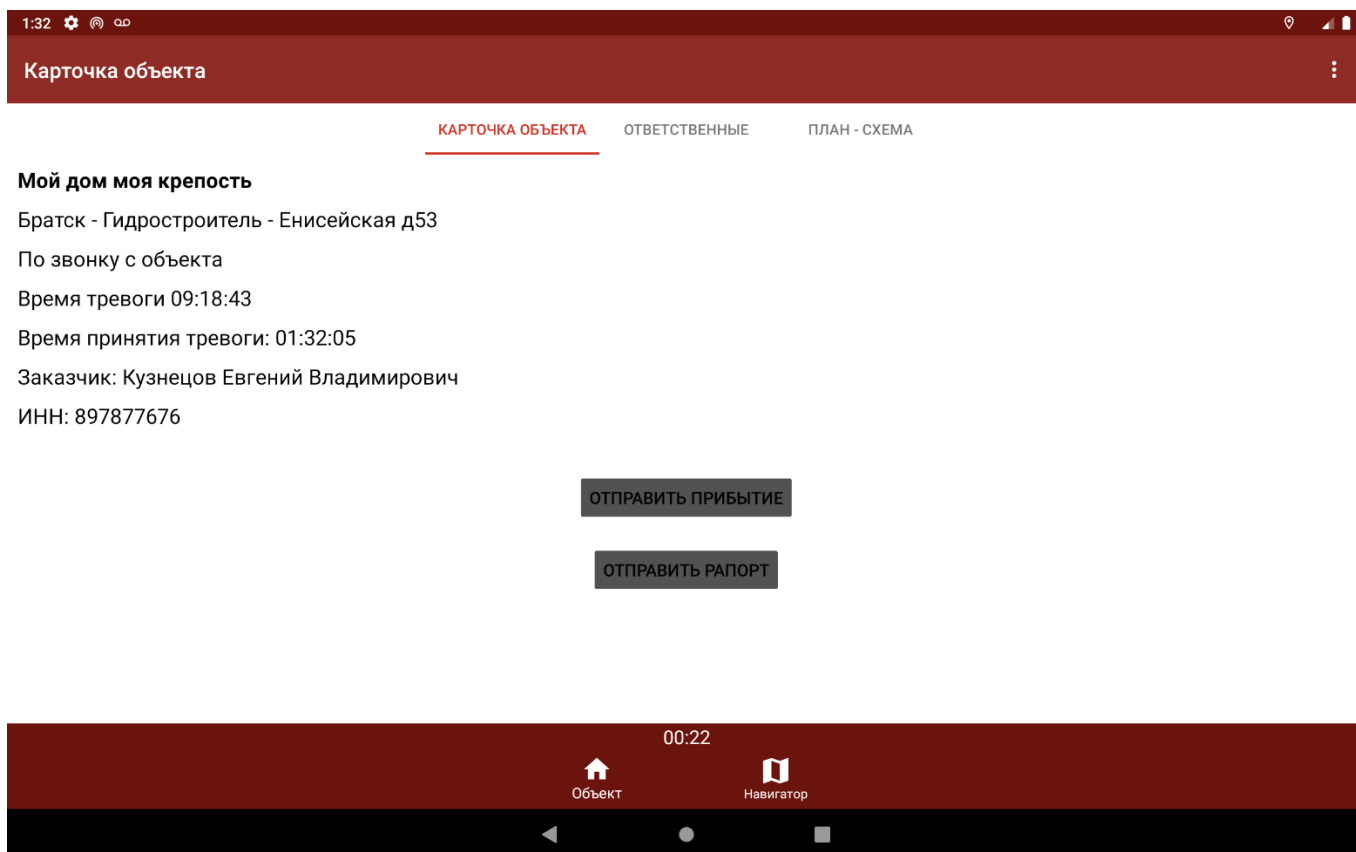 1:32
Карточка объекта
КАРТОЧКА ОБЪЕКТА ОТВЕТСТВЕННЫЕ ПЛАН - СХЕМА
Мой дом моя крепость
Братск - Гидростроитель - Енисейская д53
По звонку с объекта
Время тревоги 09:18:43
Время принятия тревоги: 01:32:05
Заказчик: Кузнецов Евгений Владимирович
ИНН: 897877676
ОТПРАВИТЬ ПРИБЫТИЕ
ОТПРАВИТЬ РАПОРТ
00:22
Объект Навигатор